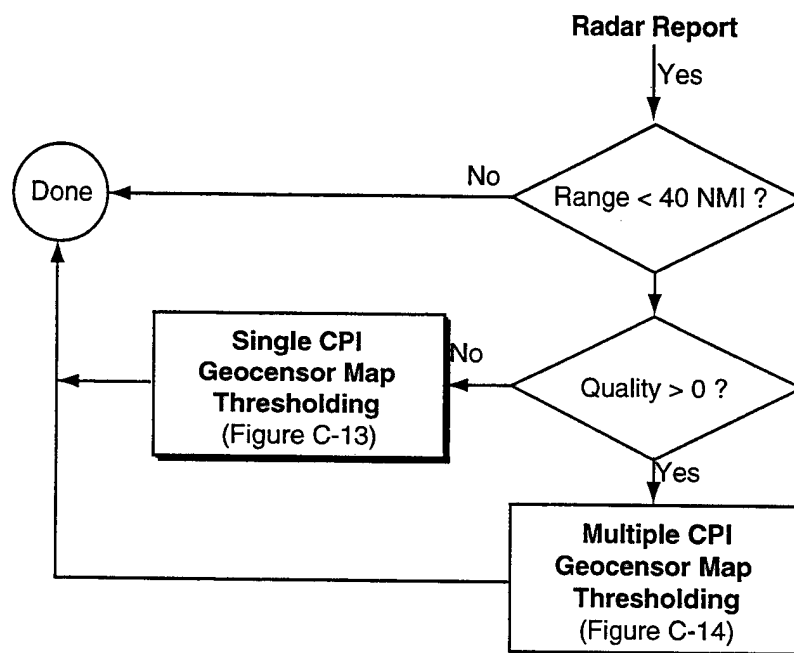 Radar Report
Yes
No
Done
Range < 40 NMI ?
Single CPI
Geocensor Map
Thresholding
(Figure C-13)
No
Quality > 0 ?
Yes
Multiple CPI
Geocensor Map
Thresholding
(Figure C-14)